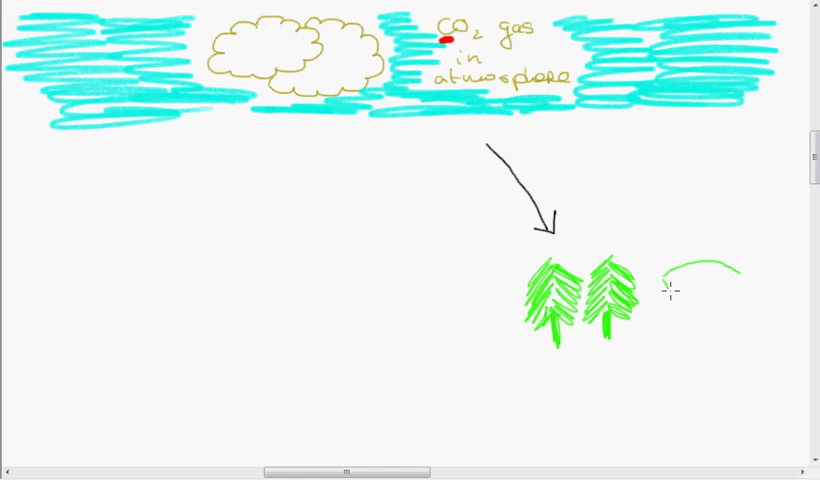 CO₂ gas
in
atmosphere